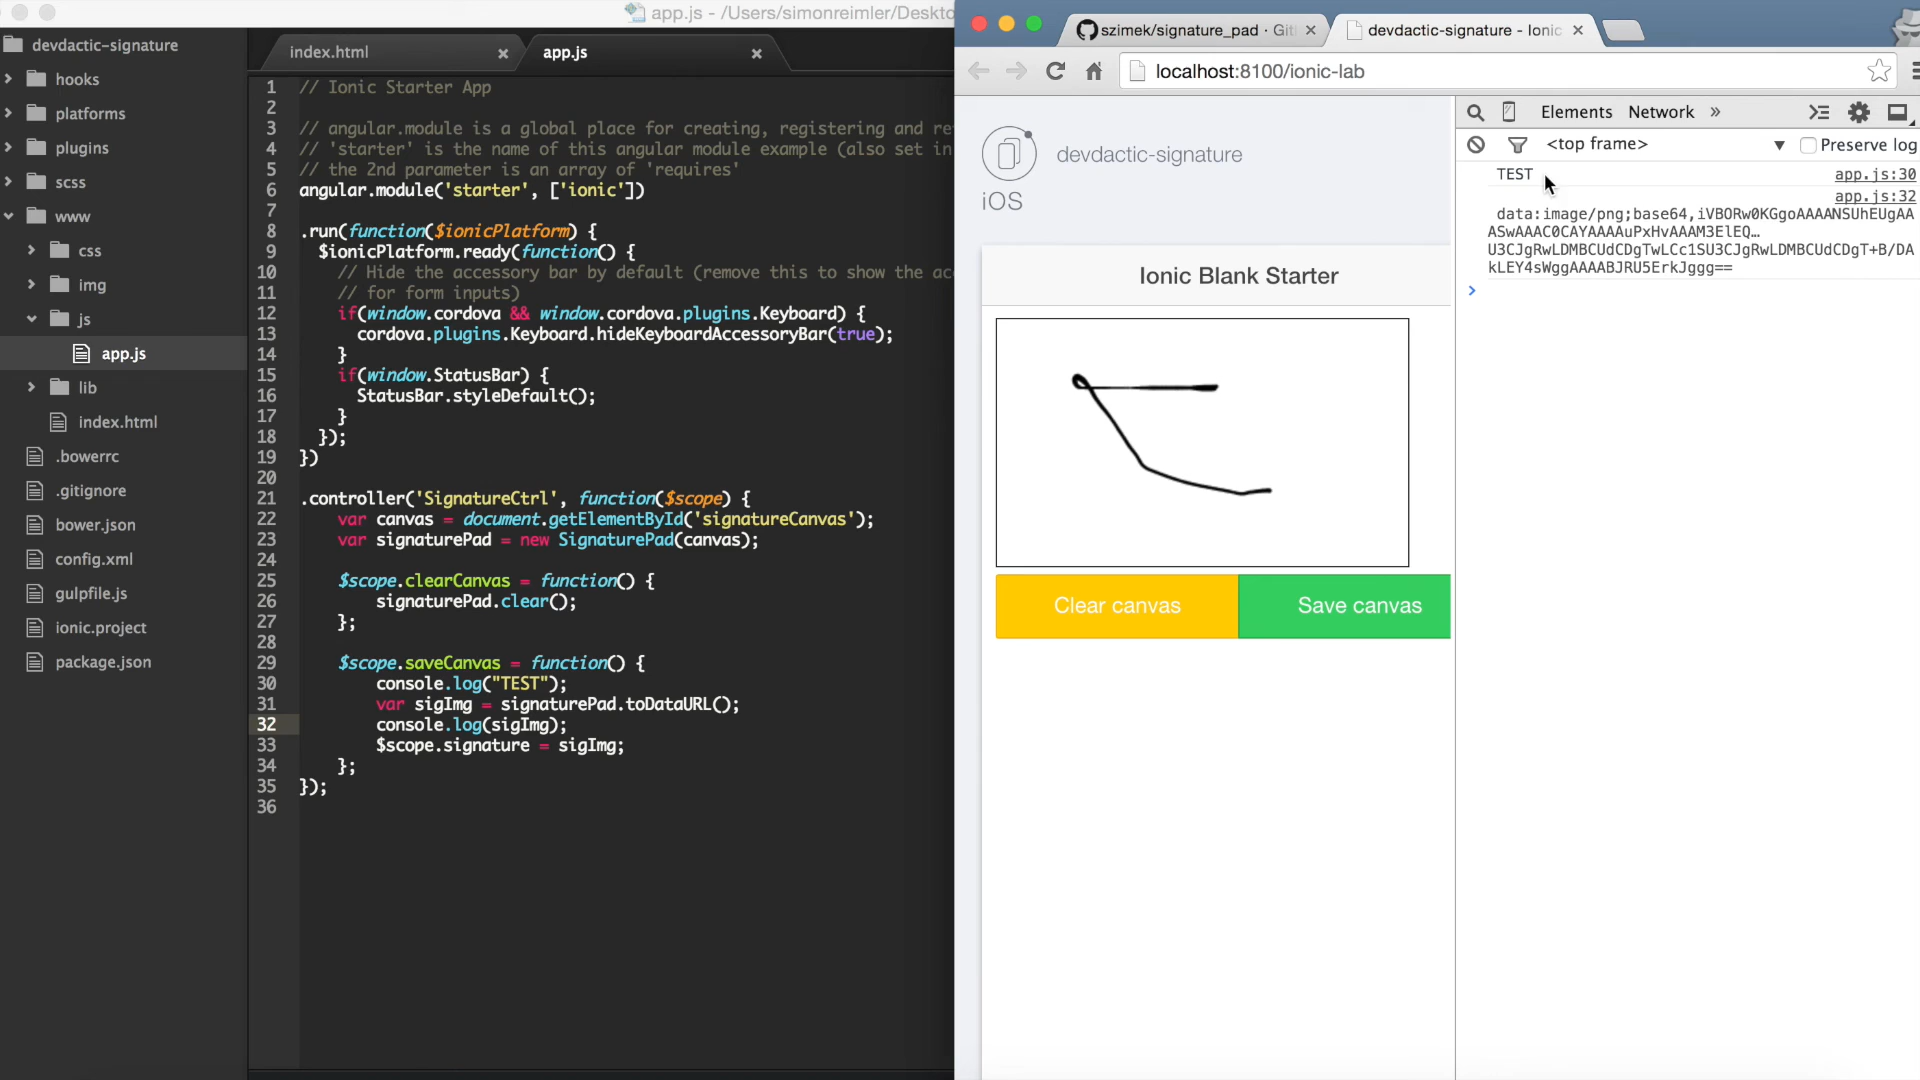 app.js - /Users/simonreimler/Deskto
devdactic-signature
hooks
platforms
plugins
scss
www
css
img
js
app.js
lib
index.html
.bowerrc
.gitignore
bower.json
config.xml
gulpfile.js
ionic.project
package.json
index.html
app.js
1 // Ionic Starter App
2
3 // angular.module is a global place for creating, registering and re
4 // 'starter' is the name of this angular module example (also set in
5 // the 2nd parameter is an array of 'requires'
6 angular.module('starter', ['ionic'])
7
8 .run(function($ionicPlatform) {
9 $ionicPlatform.ready(function() {
10 // Hide the accessory bar by default (remove this to show the ac
11 // for form inputs)
12 if(window.cordova && window.cordova.plugins.Keyboard) {
13 cordova.plugins.Keyboard.hideKeyboardAccessoryBar(true);
14 }
15 if(window.StatusBar) {
16 StatusBar.styleDefault();
17 }
18 });
19 })
20
21 .controller('SignatureCtrl', function($scope) {
22 var canvas = document.getElementById('signatureCanvas');
23 var signaturePad = new SignaturePad(canvas);
24
25 $scope.clearCanvas = function() {
26 signaturePad.clear();
27 };
28
29 $scope.saveCanvas = function() {
30 console.log("TEST");
31 var sigImg = signaturePad.toDataURL();
32 console.log(sigImg);
33 $scope.signature = sigImg;
34 };
35 });
36
szimek/signature_pad · Git
devdactic-signature - Ionic
localhost:8100/ionic-lab
devdactic-signature
iOS
Ionic Blank Starter
Clear canvas Save canvas
Elements Network »
<top frame> Preserve log
TEST app.js:30
app.js:32
data:image/png;base64,iVBORw0KGgoAAAANSUhEUgAA
ASwAAAC0CAYAAAAuPxHvAAAM3ElEQ…
U3CJgRwLDMBCUdCDgTwLCc1SU3CJgRwLDMBCUdCDgT+B/DA
kLEY4sWggAAAABJRU5ErkJggg==